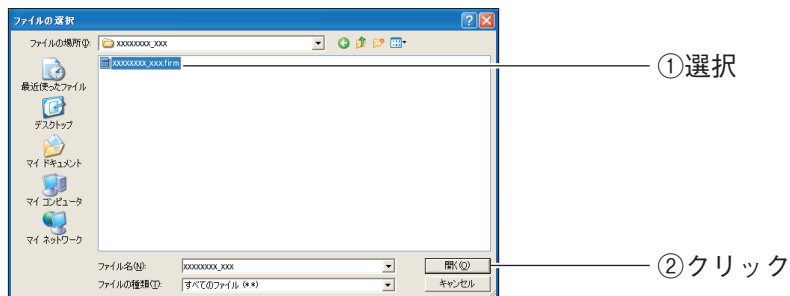 ファイルの選択
ファイルの場所(I):
xxxxxxxx_xxx
xxxxxxxx_xxx.firm
①選択
最近使ったファイル
デスクトップ
マイ ドキュメント
マイ コンピュータ
マイ ネットワーク
ファイル名(N):
xxxxxxxx_xxx
開く(O)
②クリック
ファイルの種類(T):
すべてのファイル (*.*)
キャンセル